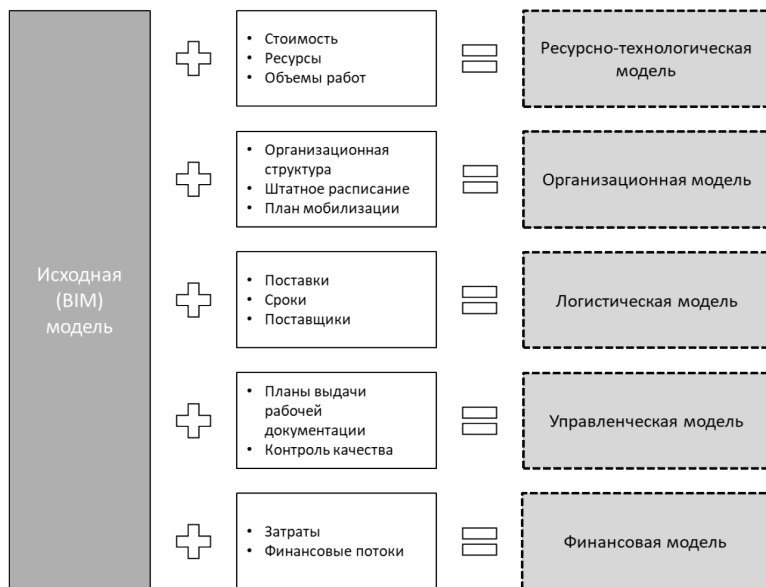 Исходная
(BIM)
модель
• Стоимость
• Ресурсы
• Объемы работ
Ресурсно-технологическая
модель
• Организационная
структура
• Штатное расписание
• План мобилизации
Организационная модель
• Поставки
• Сроки
• Поставщики
Логистическая модель
• Планы выдачи
рабочей
документации
• Контроль качества
Управленческая модель
• Затраты
• Финансовые потоки
Финансовая модель